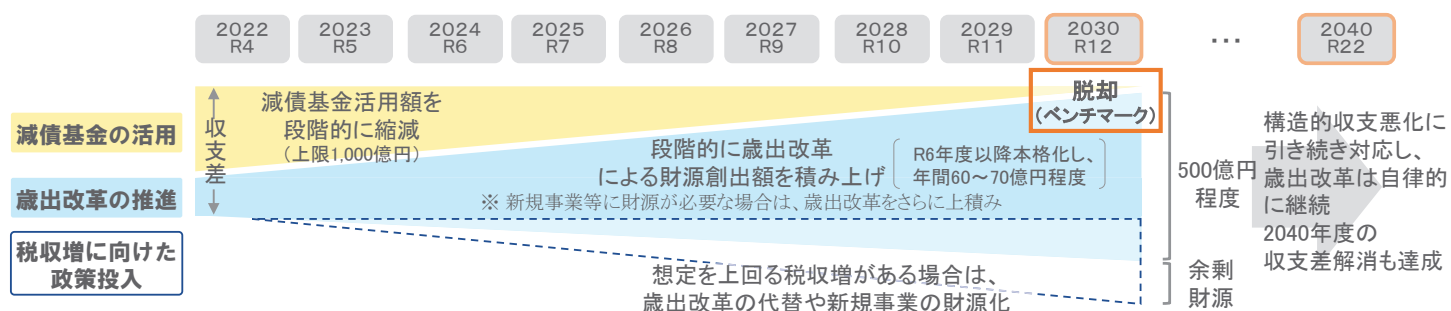 2022
R4
2023
R5
2024
R6
2025
R7
2026
R8
2027
R9
2028
R10
2029
R11
2030
R12
…
2040
R22
減債基金の活用
歳出改革の推進
税収増に向けた
政策投入
収支差
減債基金活用額を
段階的に縮減
(上限1,000億円)
脱却
(ベンチマーク)
段階的に歳出改革
による財源創出額を積み上げ
R6年度以降本格化し、
年間60～70億円程度
※ 新規事業等に財源が必要な場合は、歳出改革をさらに上積み
想定を上回る税収増がある場合は、
歳出改革の代替や新規事業の財源化
500億円
程度
余剰
財源
構造的収支悪化に
引き続き対応し、
歳出改革は自律的
に継続
2040年度の
収支差解消も達成